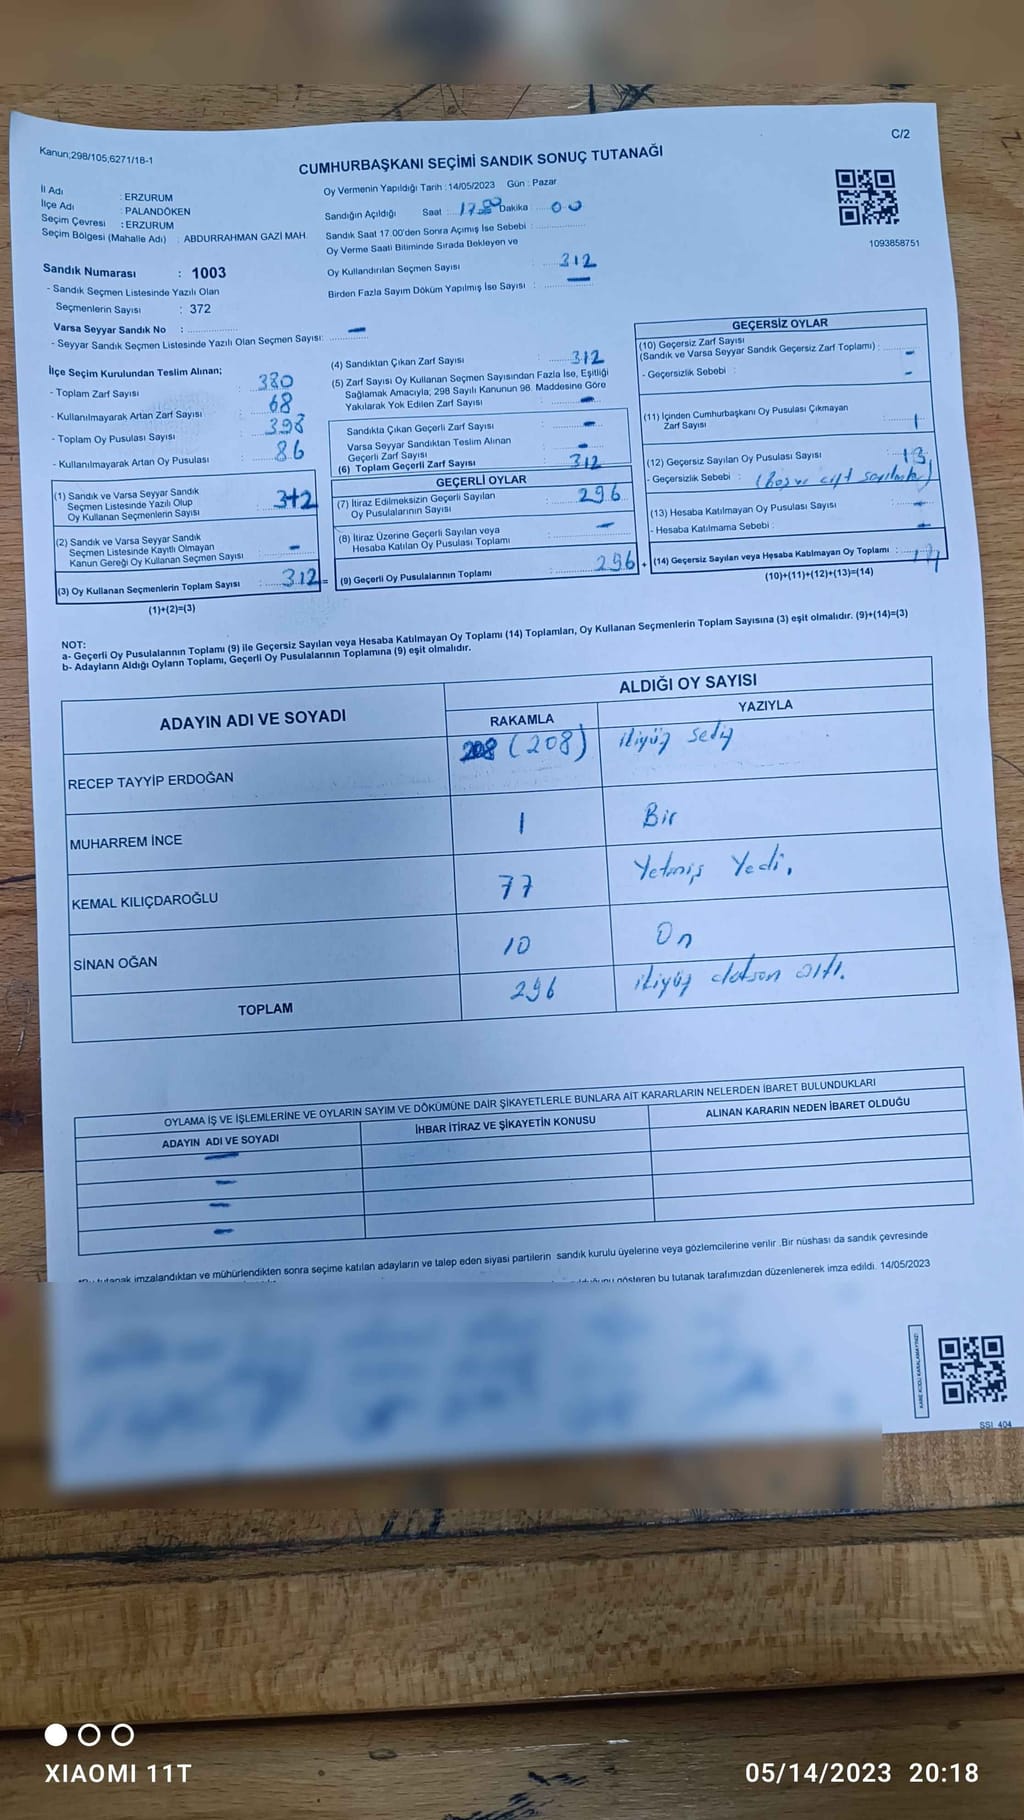 C/2
Kanun;298/105,6271/18-1
CUMHURBAŞKANI SEÇİMİ SANDIK SONUÇ TUTANAĞI
İl Adı : ERZURUM
İlçe Adı : PALANDÖKEN
Seçim Çevresi : ERZURUM
Seçim Bölgesi (Mahalle Adı) : ABDURRAHMAN GAZİ MAH.
Oy Vermenin Yapıldığı Tarih : 14/05/2023 Gün : Pazar
Sandığın Açıldığı Saat : 17.00 Dakika : 00
Sandık Saat 17.00'den Sonra Açımış İse Sebebi :
Oy Verme Saati Bitiminde Sırada Bekleyen ve
Oy Kullandırılan Seçmen Sayısı : 312
Birden Fazla Sayım Döküm Yapılmış İse Sayısı : —
1093858751
Sandık Numarası : 1003
- Sandık Seçmen Listesinde Yazılı Olan
Seçmenlerin Sayısı : 372
Varsa Seyyar Sandık No :
- Seyyar Sandık Seçmen Listesinde Yazılı Olan Seçmen Sayısı: —
İlçe Seçim Kurulundan Teslim Alınan;
- Toplam Zarf Sayısı : 380
- Kullanılmayarak Artan Zarf Sayısı : 68
- Toplam Oy Pusulası Sayısı : 398
- Kullanılmayarak Artan Oy Pusulası : 86
(1) Sandık ve Varsa Seyyar Sandık
Seçmen Listesinde Yazılı Olup
Oy Kullanan Seçmenlerin Sayısı : 312
(2) Sandık ve Varsa Seyyar Sandık
Seçmen Listesinde Kayıtlı Olmayan
Kanun Gereği Oy Kullanan Seçmen Sayısı : —
(3) Oy Kullanan Seçmenlerin Toplam Sayısı : 312 =
(1)+(2)=(3)
(4) Sandıktan Çıkan Zarf Sayısı : 312
(5) Zarf Sayısı Oy Kullanan Seçmen Sayısından Fazla İse, Eşitliği
Sağlamak Amacıyla; 298 Sayılı Kanunun 98. Maddesine Göre
Yakılarak Yok Edilen Zarf Sayısı : —
Sandıkta Çıkan Geçerli Zarf Sayısı : —
Varsa Seyyar Sandıktan Teslim Alınan
Geçerli Zarf Sayısı : —
(6) Toplam Geçerli Zarf Sayısı : 312
GEÇERLİ OYLAR
(7) İtiraz Edilmeksizin Geçerli Sayılan
Oy Pusulalarının Sayısı : 296
(8) İtiraz Üzerine Geçerli Sayılan veya
Hesaba Katılan Oy Pusulası Toplamı : —
(9) Geçerli Oy Pusulalarının Toplamı : 296 +
GEÇERSİZ OYLAR
(10) Geçersiz Zarf Sayısı
(Sandık ve Varsa Seyyar Sandık Geçersiz Zarf Toplamı) : —
- Geçersizlik Sebebi : —
(11) İçinden Cumhurbaşkanı Oy Pusulası Çıkmayan
Zarf Sayısı : 1
(12) Geçersiz Sayılan Oy Pusulası Sayısı :
- Geçersizlik Sebebi : (boş ve çift
(13) Hesaba Katılmayan Oy Pusulası Sayısı : —
- Hesaba Katılmama Sebebi : —
(14) Geçersiz Sayılan veya Hesaba Katılmayan Oy Toplamı :
(10)+(11)+(12)+(13)=(14)
NOT:
a- Geçerli Oy Pusulalarının Toplamı (9) ile Geçersiz Sayılan veya Hesaba Katılmayan Oy Toplamı (14) Toplamları, Oy Kullanan Seçmenlerin Toplam Sayısına (3) eşit olmalıdır. (9)+(14)=(3)
b- Adayların Aldığı Oyların Toplamı, Geçerli Oy Pusulalarının Toplamına (9) eşit olmalıdır.
ADAYIN ADI VE SOYADI ALDIĞI OY SAYISI
RAKAMLA YAZIYLA
RECEP TAYYİP ERDOĞAN 208 (208) ikiyüz sekiz
MUHARREM İNCE 1 Bir
KEMAL KILIÇDAROĞLU 77 Yetmiş Yedi.
SİNAN OĞAN 10 On
TOPLAM 296 ikiyüz doksan altı.
OYLAMA İŞ VE İŞLEMLERİNE VE OYLARIN SAYIM VE DÖKÜMÜNE DAİR ŞİKAYETLERLE BUNLARA AİT KARARLARIN NELERDEN İBARET BULUNDUKLARI
ADAYIN ADI VE SOYADI İHBAR İTİRAZ VE ŞİKAYETİN KONUSU ALINAN KARARIN NEDEN İBARET OLDUĞU
—
—
—
—
tutanak imzalandıktan ve mühürlendikten sonra seçime katılan adayların ve talep eden siyasi partilerin sandık kurulu üyelerine veya gözlemcilerine verilir .Bir nüshası da sandık çevresinde
gösteren bu tutanak tarafımızdan düzenlenerek imza edildi. 14/05/2023
KARE KODU KARALAMAYINIZ!
SSI_404
XIAOMI 11T
05/14/2023 20:18